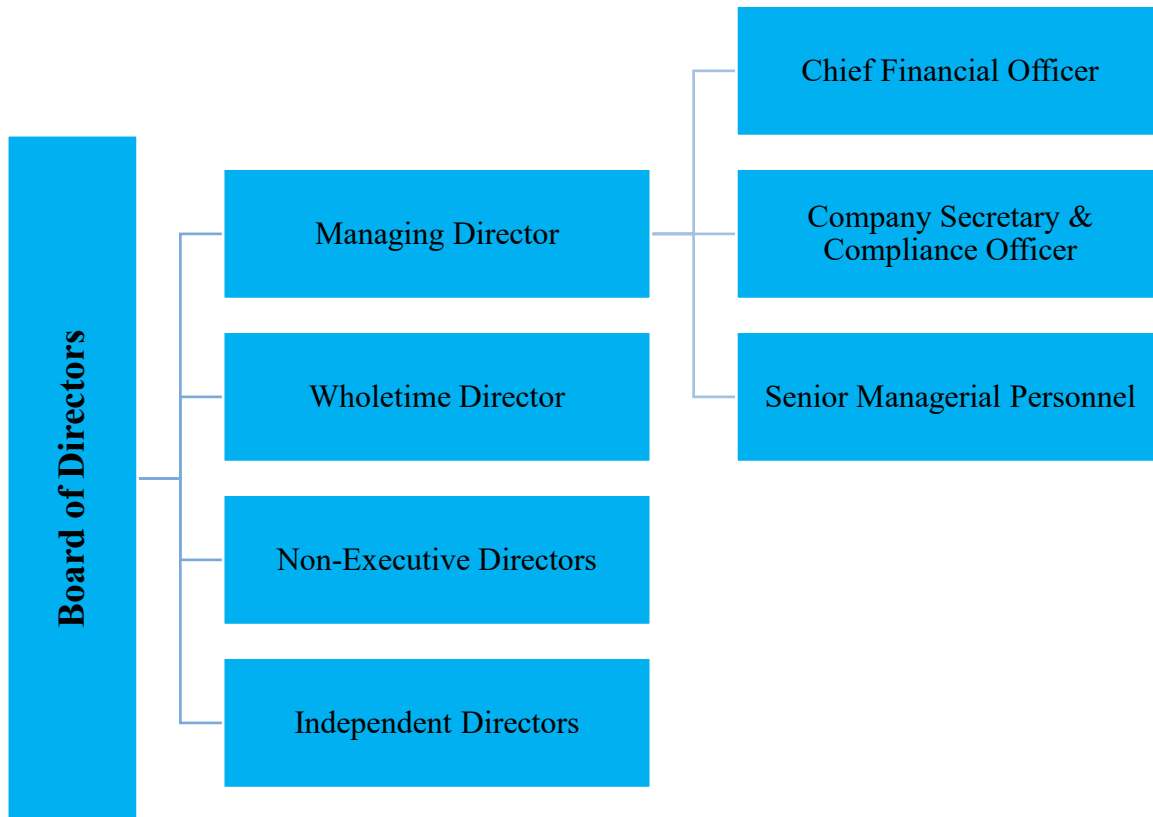 Board of Directors
Managing Director
Wholetime Director
Non-Executive Directors
Independent Directors
Chief Financial Officer
Company Secretary &
Compliance Officer
Senior Managerial Personnel